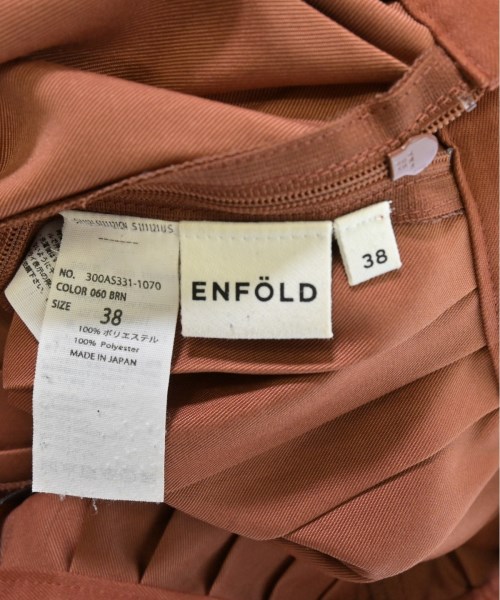 NO. 300AS331-1070
COLOR 060 BRN
SIZE 38
100% ポリエステル
100% Polyester
MADE IN JAPAN
ENFÖLD
38